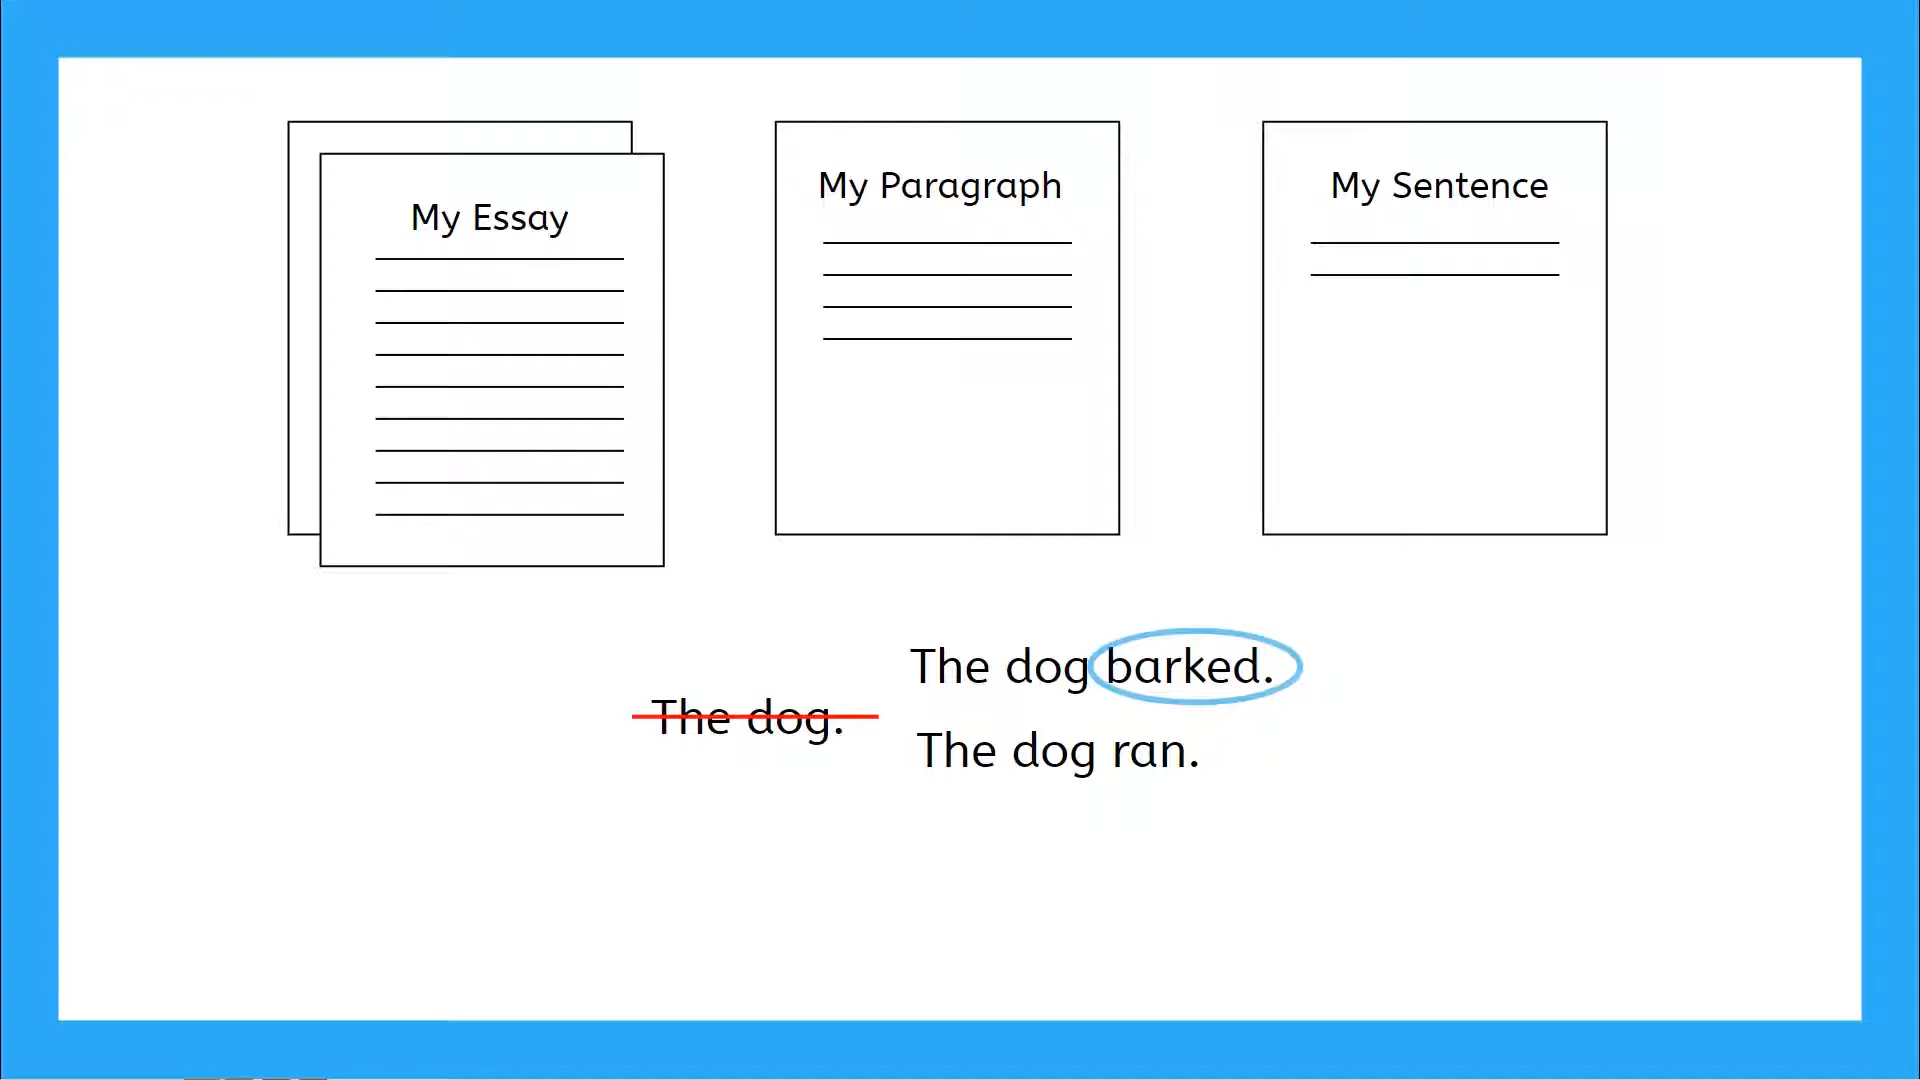 My Essay
My Paragraph
My Sentence
The dog.
The dog barked.
The dog ran.